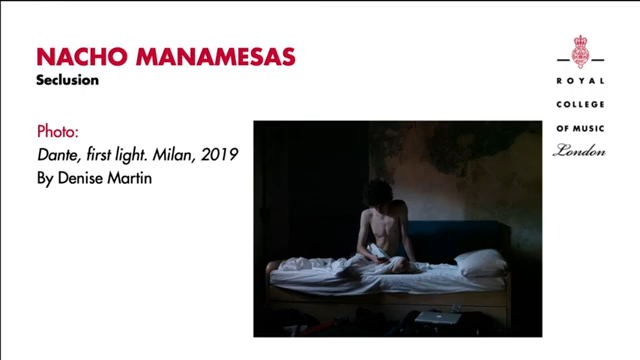 NACHO MANAMESAS
Seclusion
Photo:
Dante, first light. Milan, 2019
By Denise Martin
ROYAL
COLLEGE
OF MUSIC
London